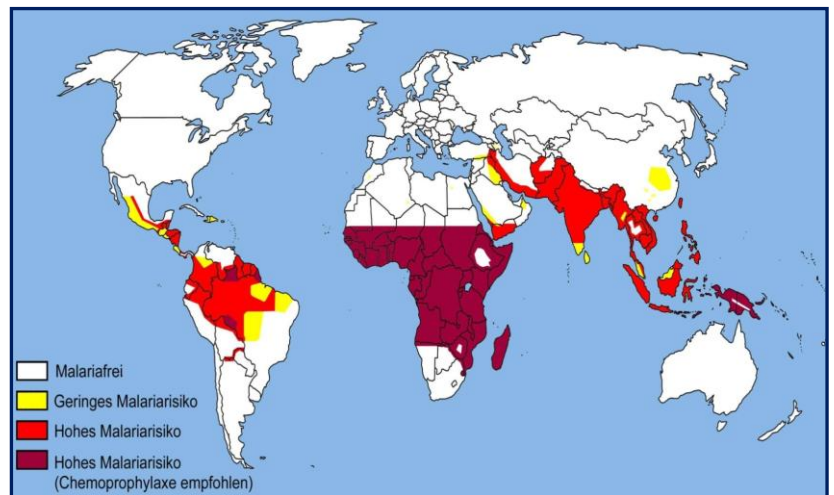 Malariafrei
Geringes Malariarisiko
Hohes Malariarisiko
Hohes Malariarisiko
(Chemoprophylaxe empfohlen)